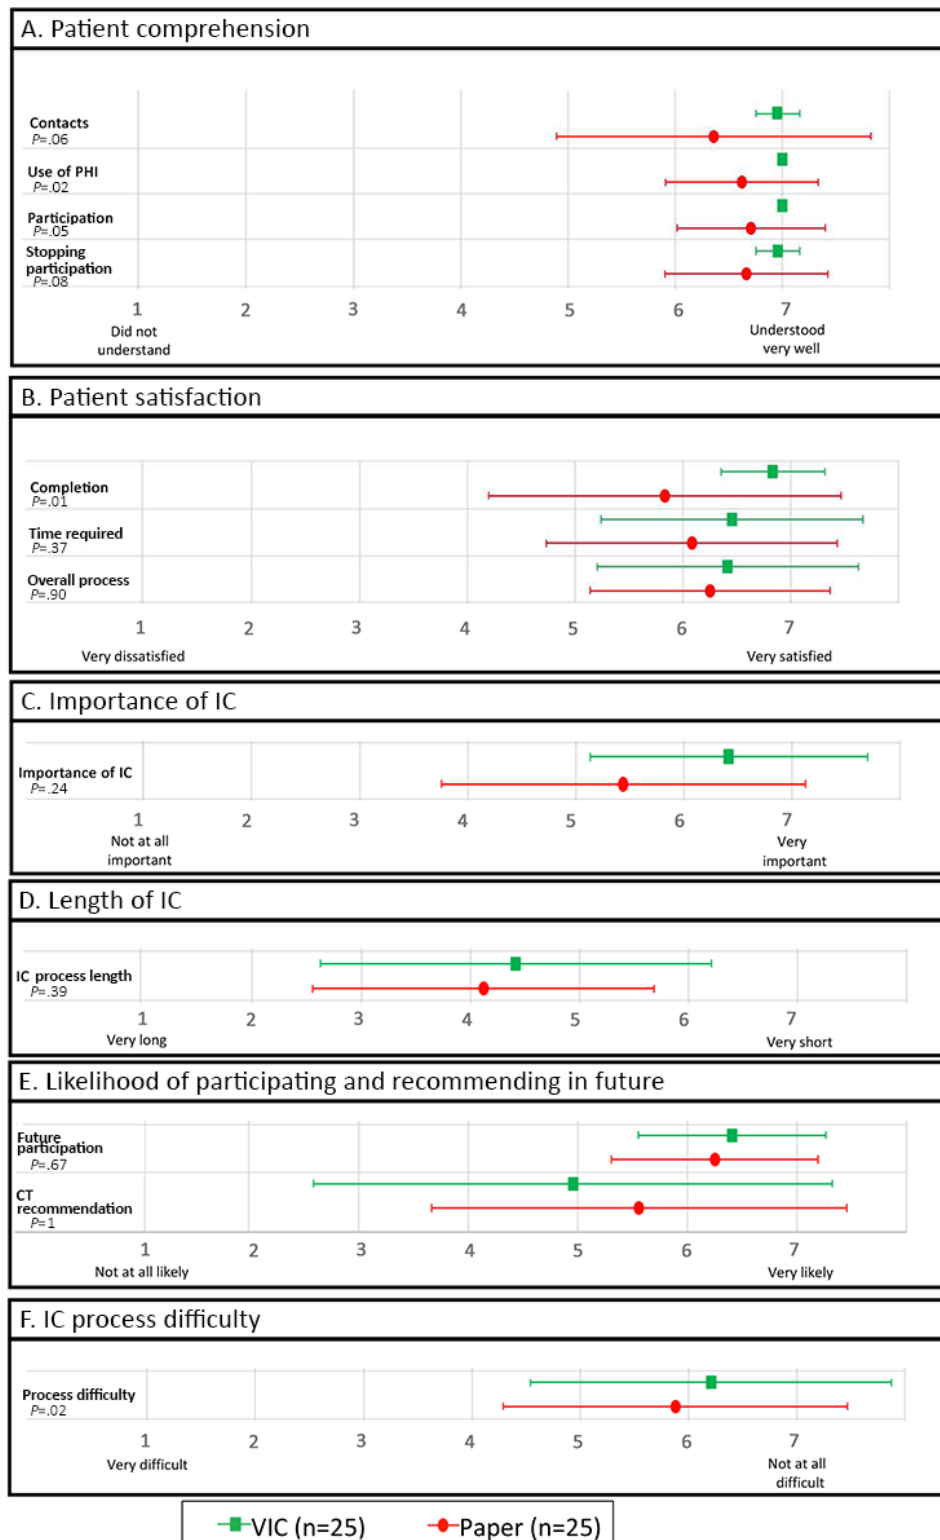 A. Patient comprehension
Contacts
P=.06
Use of PHI
P=.02
Participation
P=.05
Stopping
participation
P=.08
1 2 3 4 5 6 7
Did not
understand
Understood
very well
B. Patient satisfaction
Completion
P=.01
Time required
P=.37
Overall process
P=.90
1 2 3 4 5 6 7
Very dissatisfied Very satisfied
C. Importance of IC
Importance of IC
P=.24
1 2 3 4 5 6 7
Not at all
important
Very
important
D. Length of IC
IC process length
P=.39
1 2 3 4 5 6 7
Very long Very short
E. Likelihood of participating and recommending in future
Future
participation
P=.67
CT
recommendation
P=1
1 2 3 4 5 6 7
Not at all likely Very likely
F. IC process difficulty
Process difficulty
P=.02
1 2 3 4 5 6 7
Very difficult
Not at all
difficult
VIC (n=25) Paper (n=25)